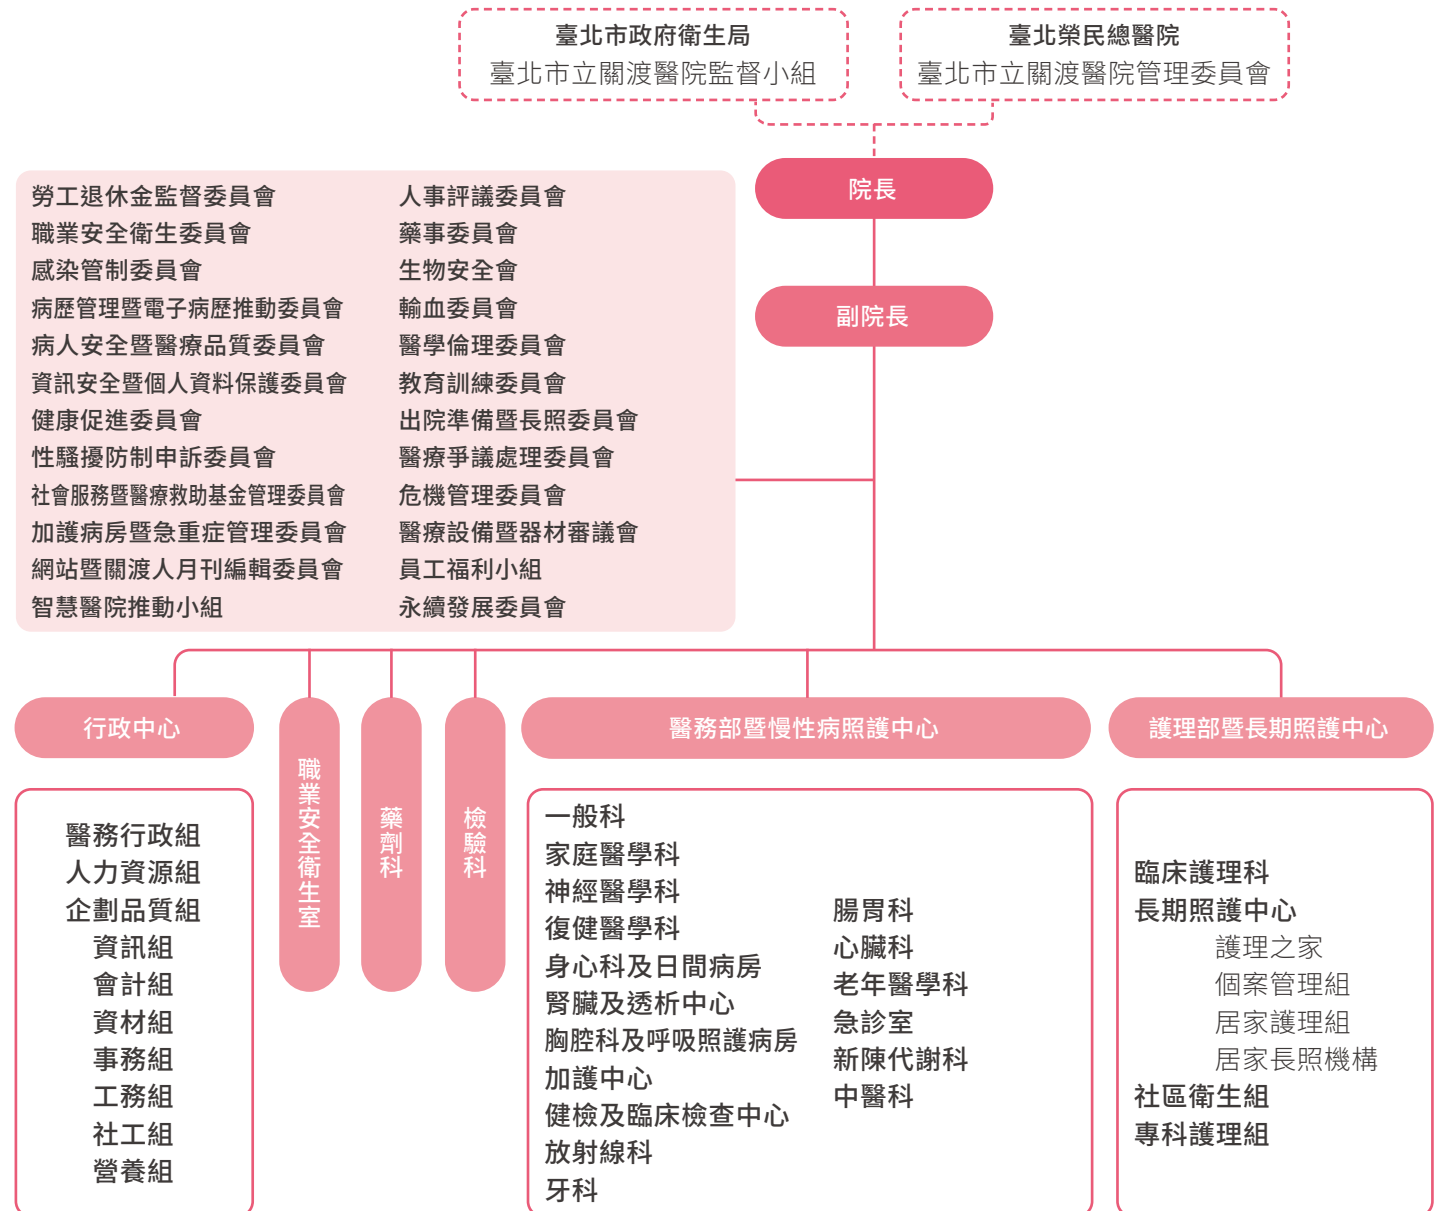 臺北市政府衛生局
臺北市立關渡醫院監督小組
臺北榮民總醫院
臺北市立關渡醫院管理委員會
院長
副院長
勞工退休金監督委員會
職業安全衛生委員會
感染管制委員會
病歷管理暨電子病歷推動委員會
病人安全暨醫療品質委員會
資訊安全暨個人資料保護委員會
健康促進委員會
性騷擾防制申訴委員會
社會服務暨醫療救助基金管理委員會
加護病房暨急重症管理委員會
網站暨關渡人月刊編輯委員會
智慧醫院推動小組
人事評議委員會
藥事委員會
生物安全會
輸血委員會
醫學倫理委員會
教育訓練委員會
出院準備暨長照委員會
醫療爭議處理委員會
危機管理委員會
醫療設備暨器材審議會
員工福利小組
永續發展委員會
行政中心
醫務行政組
人力資源組
企劃品質組
資訊組
會計組
資材組
事務組
工務組
社工組
營養組
職業安全衛生室
藥劑科
檢驗科
醫務部暨慢性病照護中心
一般科
家庭醫學科
神經醫學科
復健醫學科
身心科及日間病房
腎臟及透析中心
胸腔科及呼吸照護病房
加護中心
健檢及臨床檢查中心
放射線科
牙科
腸胃科
心臟科
老年醫學科
急診室
新陳代謝科
中醫科
護理部暨長期照護中心
臨床護理科
長期照護中心
護理之家
個案管理組
居家護理組
居家長照機構
社區衛生組
專科護理組